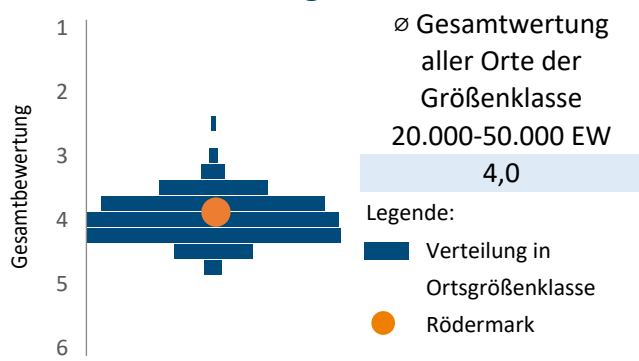 1
2
3
4
5
6
Gesamtbewertung
⌀ Gesamtwertung
aller Orte der
Größenklasse
20.000-50.000 EW
4,0
Legende:
Verteilung in
Ortsgrößenklasse
Rödermark